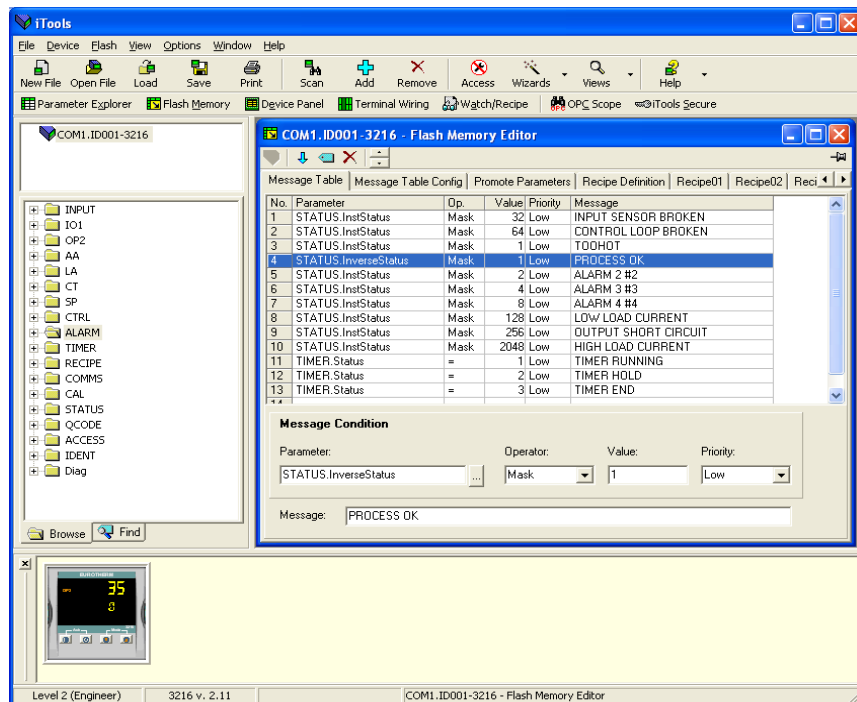 iTools
File Device Flash View Options Window Help
New File Open File Load Save Print Scan Add Remove Access Wizards Views Help
Parameter Explorer Flash Memory Device Panel Terminal Wiring Watch/Recipe OPC Scope iTools Secure
COM1.ID001-3216
INPUT
IO1
OP2
AA
LA
CT
SP
CTRL
ALARM
TIMER
RECIPE
COMMS
CAL
STATUS
QCODE
ACCESS
IDENT
Diag
Browse Find
COM1.ID001-3216 - Flash Memory Editor
Message Table Message Table Config Promote Parameters Recipe Definition Recipe01 Recipe02 Reci
No. Parameter Op. Value Priority Message
1 STATUS.InstStatus Mask 32 Low INPUT SENSOR BROKEN
2 STATUS.InstStatus Mask 64 Low CONTROL LOOP BROKEN
3 STATUS.InstStatus Mask 1 Low TOOHOT
4 STATUS.InverseStatus Mask 1 Low PROCESS OK
5 STATUS.InstStatus Mask 2 Low ALARM 2 #2
6 STATUS.InstStatus Mask 4 Low ALARM 3 #3
7 STATUS.InstStatus Mask 8 Low ALARM 4 #4
8 STATUS.InstStatus Mask 128 Low LOW LOAD CURRENT
9 STATUS.InstStatus Mask 256 Low OUTPUT SHORT CIRCUIT
10 STATUS.InstStatus Mask 2048 Low HIGH LOAD CURRENT
11 TIMER.Status = 1 Low TIMER RUNNING
12 TIMER.Status = 2 Low TIMER HOLD
13 TIMER.Status = 3 Low TIMER END
14
Message Condition
Parameter: Operator: Value: Priority:
STATUS.InverseStatus ... Mask 1 Low
Message: PROCESS OK
EUROTHERM
OP2 35
0
Level 2 (Engineer) 3216 v. 2.11 COM1.ID001-3216 - Flash Memory Editor